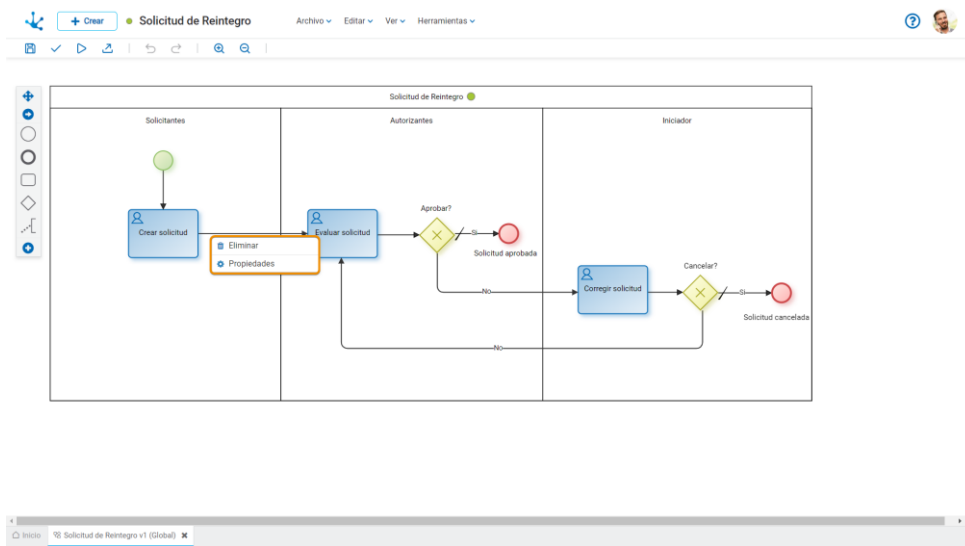 Crear
Solicitud de Reintegro
Archivo
Editar
Ver
Herramientas
?
Solicitud de Reintegro
Solicitantes
Autorizantes
Iniciador
Aprobar?
Crear solicitud
Evaluar solicitud
Si
Solicitud aprobada
Eliminar
Propiedades
Cancelar?
Corregir solicitud
No
Si
Solicitud cancelada
No
Inicio
Solicitud de Reintegro v1 (Global)